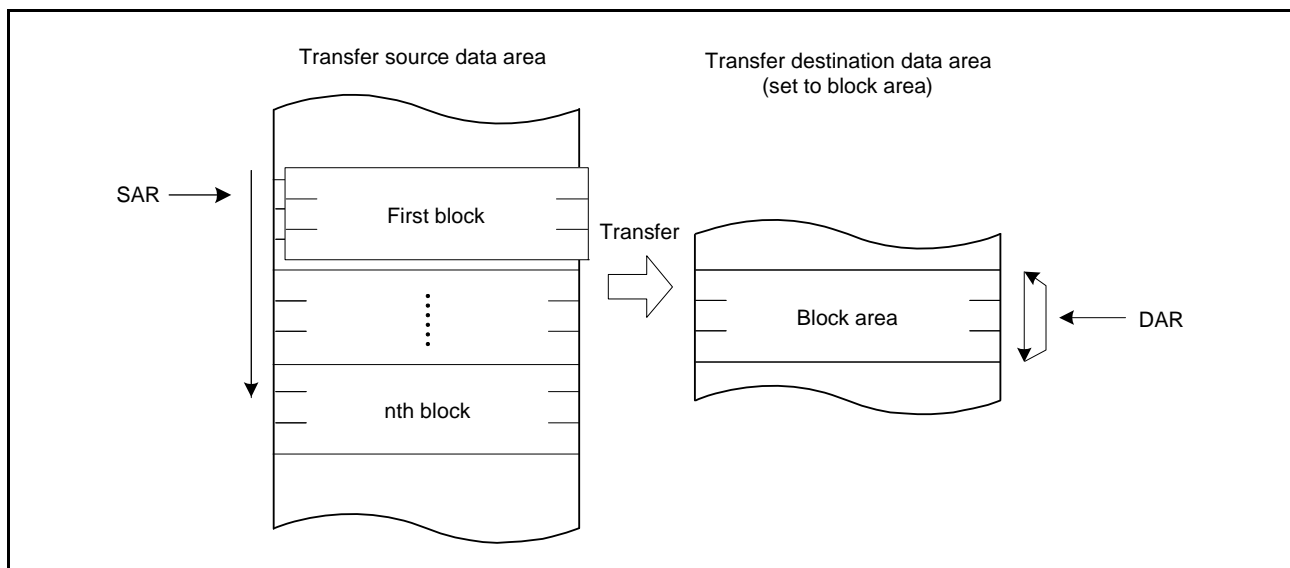 Transfer source data area
Transfer destination data area
(set to block area)
SAR
First block
Transfer
Block area
DAR
nth block